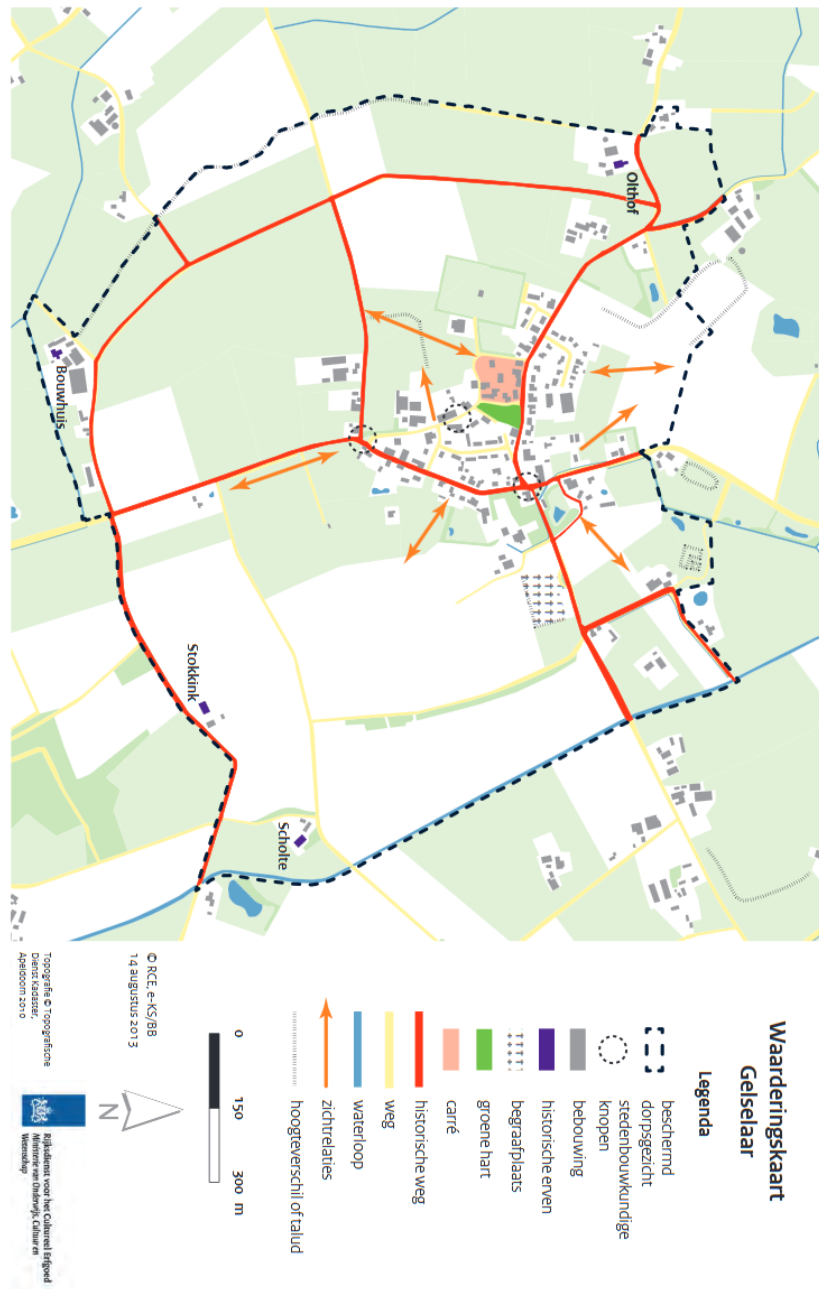 Waarderingskaart
Gelselaar
Legenda
beschermd
dorpsgezicht
stedenbouwkundige
knopen
bebouwing
historische erven
begraafplaats
groene hart
carré
historische weg
weg
waterloop
zichtrelaties
hoogteverschil of talud
0 150 300 m
N
© RCE, e-KS/BB
14 augustus 2013
Topografie © Topografische
Dienst Kadaster,
Apeldoorn 2010
Rijksdienst voor het Cultureel Erfgoed
Ministerie van Onderwijs, Cultuur en
Wetenschap
Olthof
Bouwhuis
Stokkink
Scholte